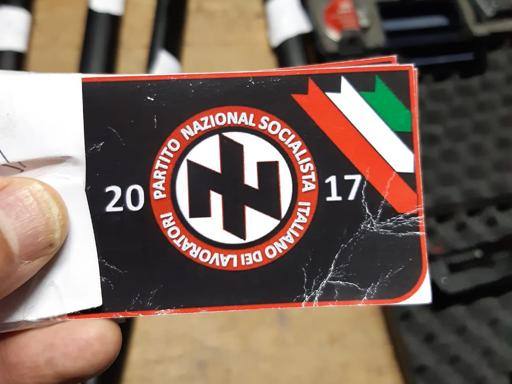 PARTITO NAZIONAL SOCIALISTA ITALIANO DEI LAVORATORI
20 17